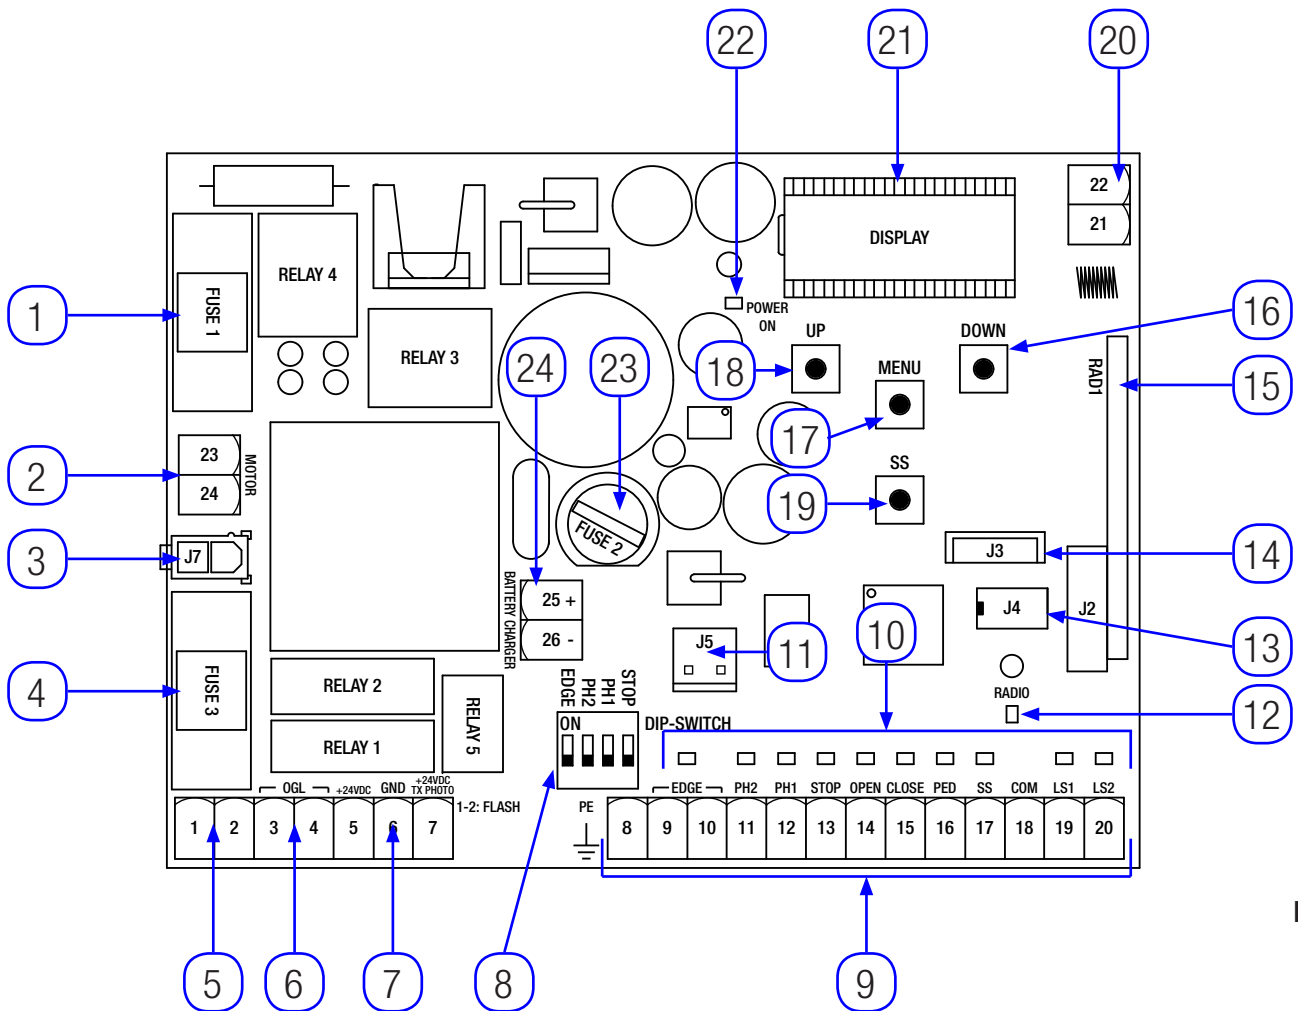 22
21
20
22
21
DISPLAY
RELAY 4
FUSE 1
1
POWER
ON
UP
DOWN
16
RELAY 3
24
23
18
MENU
RAD1
15
17
23
24
MOTOR
2
SS
19
FUSE 2
3
J7
J3
14
BATTERY CHARGER
25 +
26 -
10
J4
J2
J5
11
13
4
FUSE 3
RELAY 2
RELAY 1
RELAY 5
EDGE
PH2
PH1
STOP
ON
DIP-SWITCH
RADIO
12
OGL
+24VDC
GND
+24VDC
TX PHOTO
1-2: FLASH
PE
EDGE
PH2
PH1
STOP
OPEN
CLOSE
PED
SS
COM
LS1
LS2
1
2
3
4
5
6
7
8
9
10
11
12
13
14
15
16
17
18
19
20
5
6
7
8
9